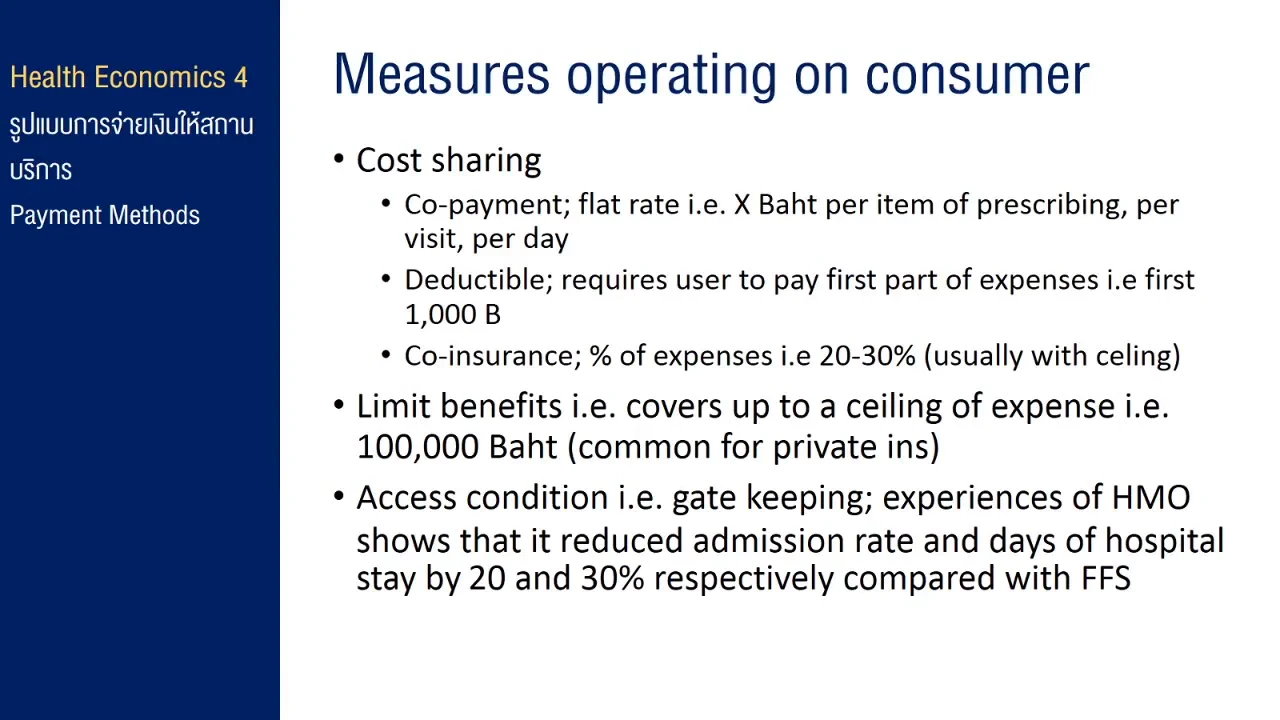 Health Economics 4
รูปแบบการจ่ายเงินให้สถาน
บริการ
Payment Methods
Measures operating on consumer
• Cost sharing
• Co-payment; flat rate i.e. X Baht per item of prescribing, per
visit, per day
• Deductible; requires user to pay first part of expenses i.e first
1,000 B
• Co-insurance; % of expenses i.e 20-30% (usually with celing)
• Limit benefits i.e. covers up to a ceiling of expense i.e.
100,000 Baht (common for private ins)
• Access condition i.e. gate keeping; experiences of HMO
shows that it reduced admission rate and days of hospital
stay by 20 and 30% respectively compared with FFS